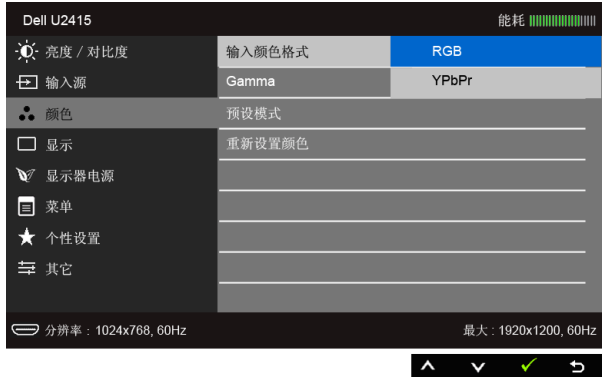 Dell U2415 能耗
亮度 / 对比度 输入颜色格式 RGB
输入源 Gamma YPbPr
颜色 预设模式
显示 重新设置颜色
显示器电源
菜单
个性设置
其它
分辨率 : 1024x768, 60Hz 最大 : 1920x1200, 60Hz